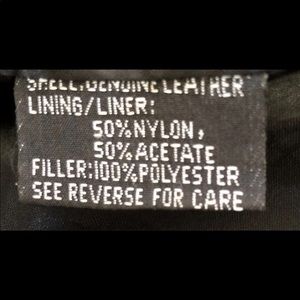 SHELL:GENUINE LEATHER
LINING/LINER:
50%NYLON,
50%ACETATE
FILLER:100%POLYESTER
SEE REVERSE FOR CARE